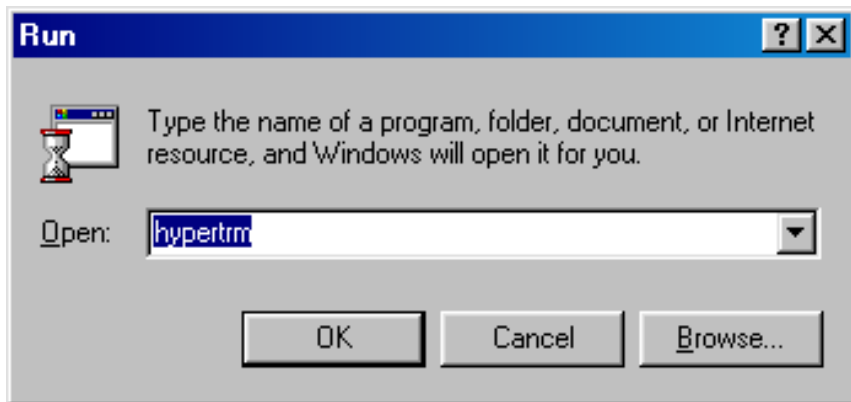 Run
Type the name of a program, folder, document, or Internet
resource, and Windows will open it for you.
Open: hypertrm
OK Cancel Browse...